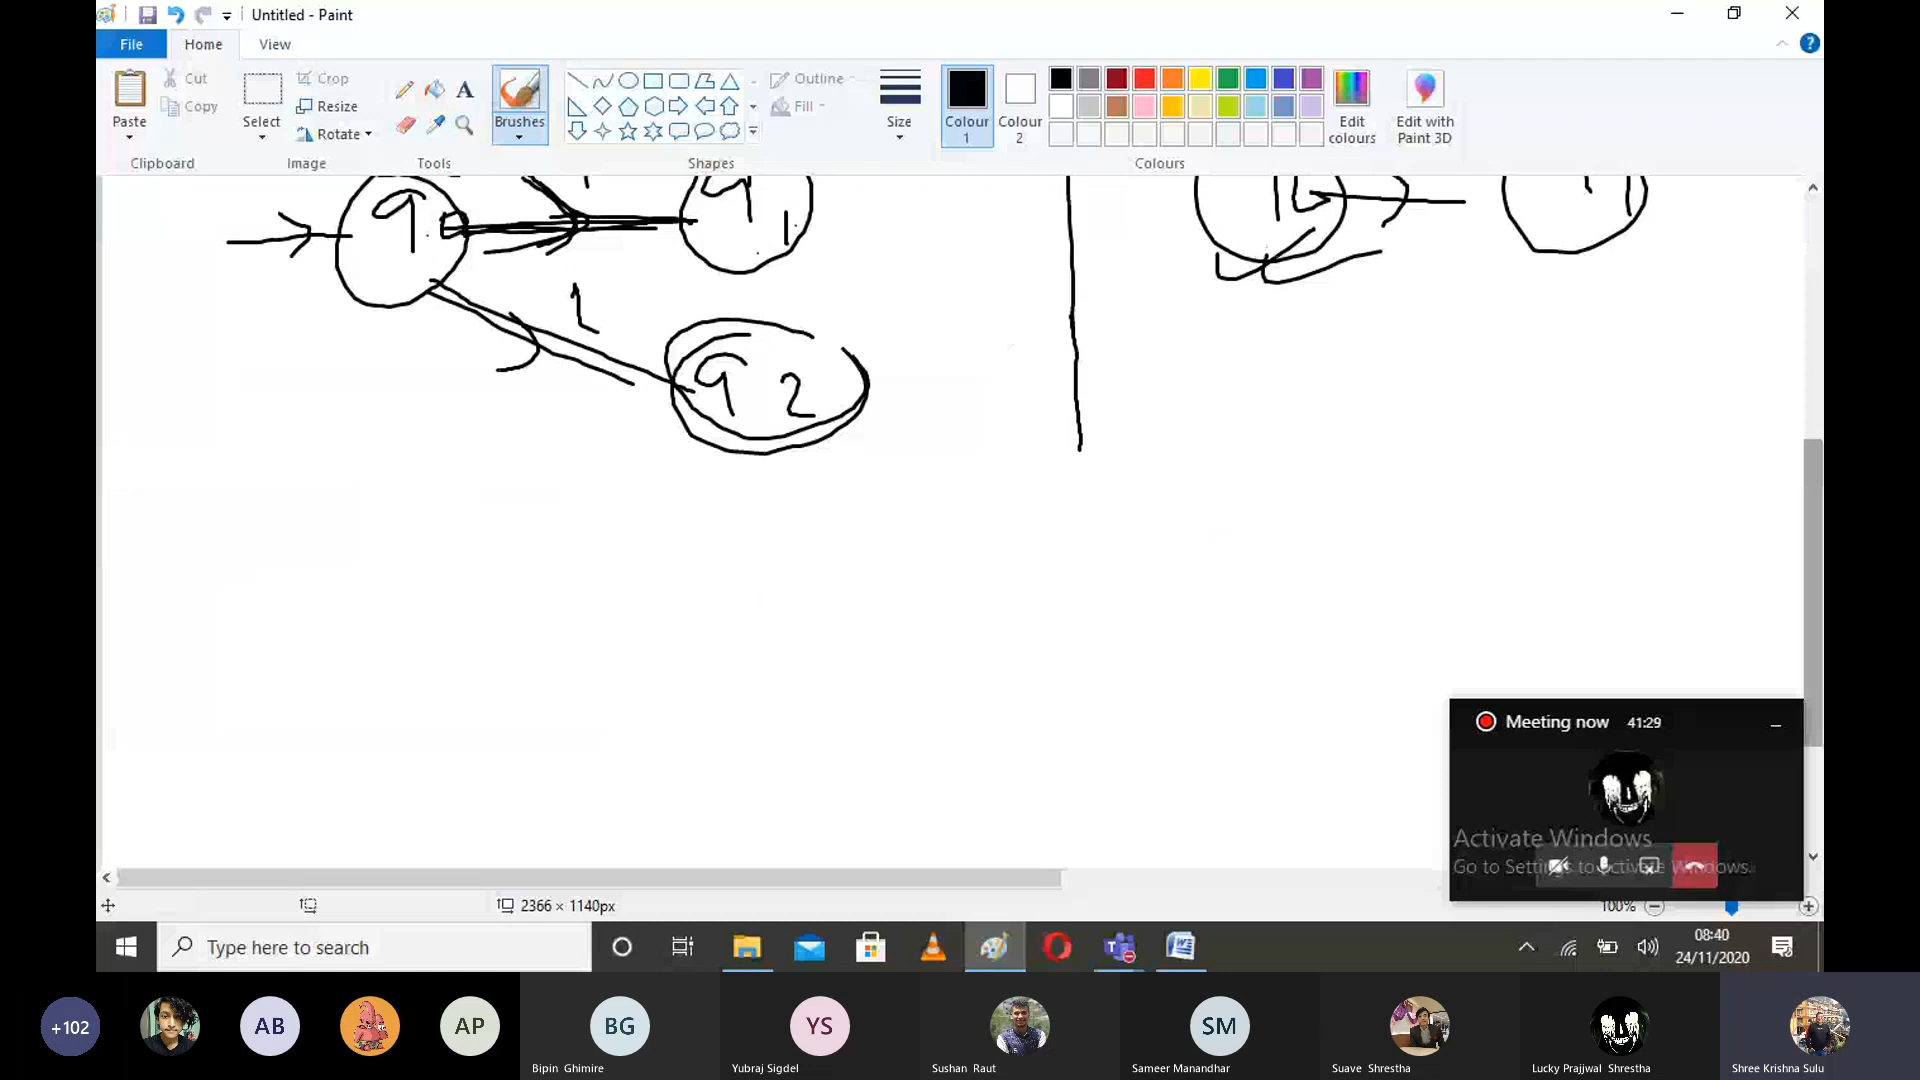 Untitled - Paint
File Home View
Paste
Cut
Copy
Clipboard
Select
Crop
Resize
Rotate
Image
Tools
Brushes
Shapes
Outline
Fill
Size
Colour 1
Colour 2
Colours
Edit colours
Edit with Paint 3D
q 0
q 1
1
q 2
Meeting now 41:29
Activate Windows
Go to Settings to activate Windows.
2366 × 1140px
100%
Type here to search
08:40
24/11/2020
+102
AB
AP
BG
YS
SM
Bipin Ghimire
Yubraj Sigdel
Sushan Raut
Sameer Manandhar
Suave Shrestha
Lucky Prajjwal Shrestha
Shree Krishna Sulu